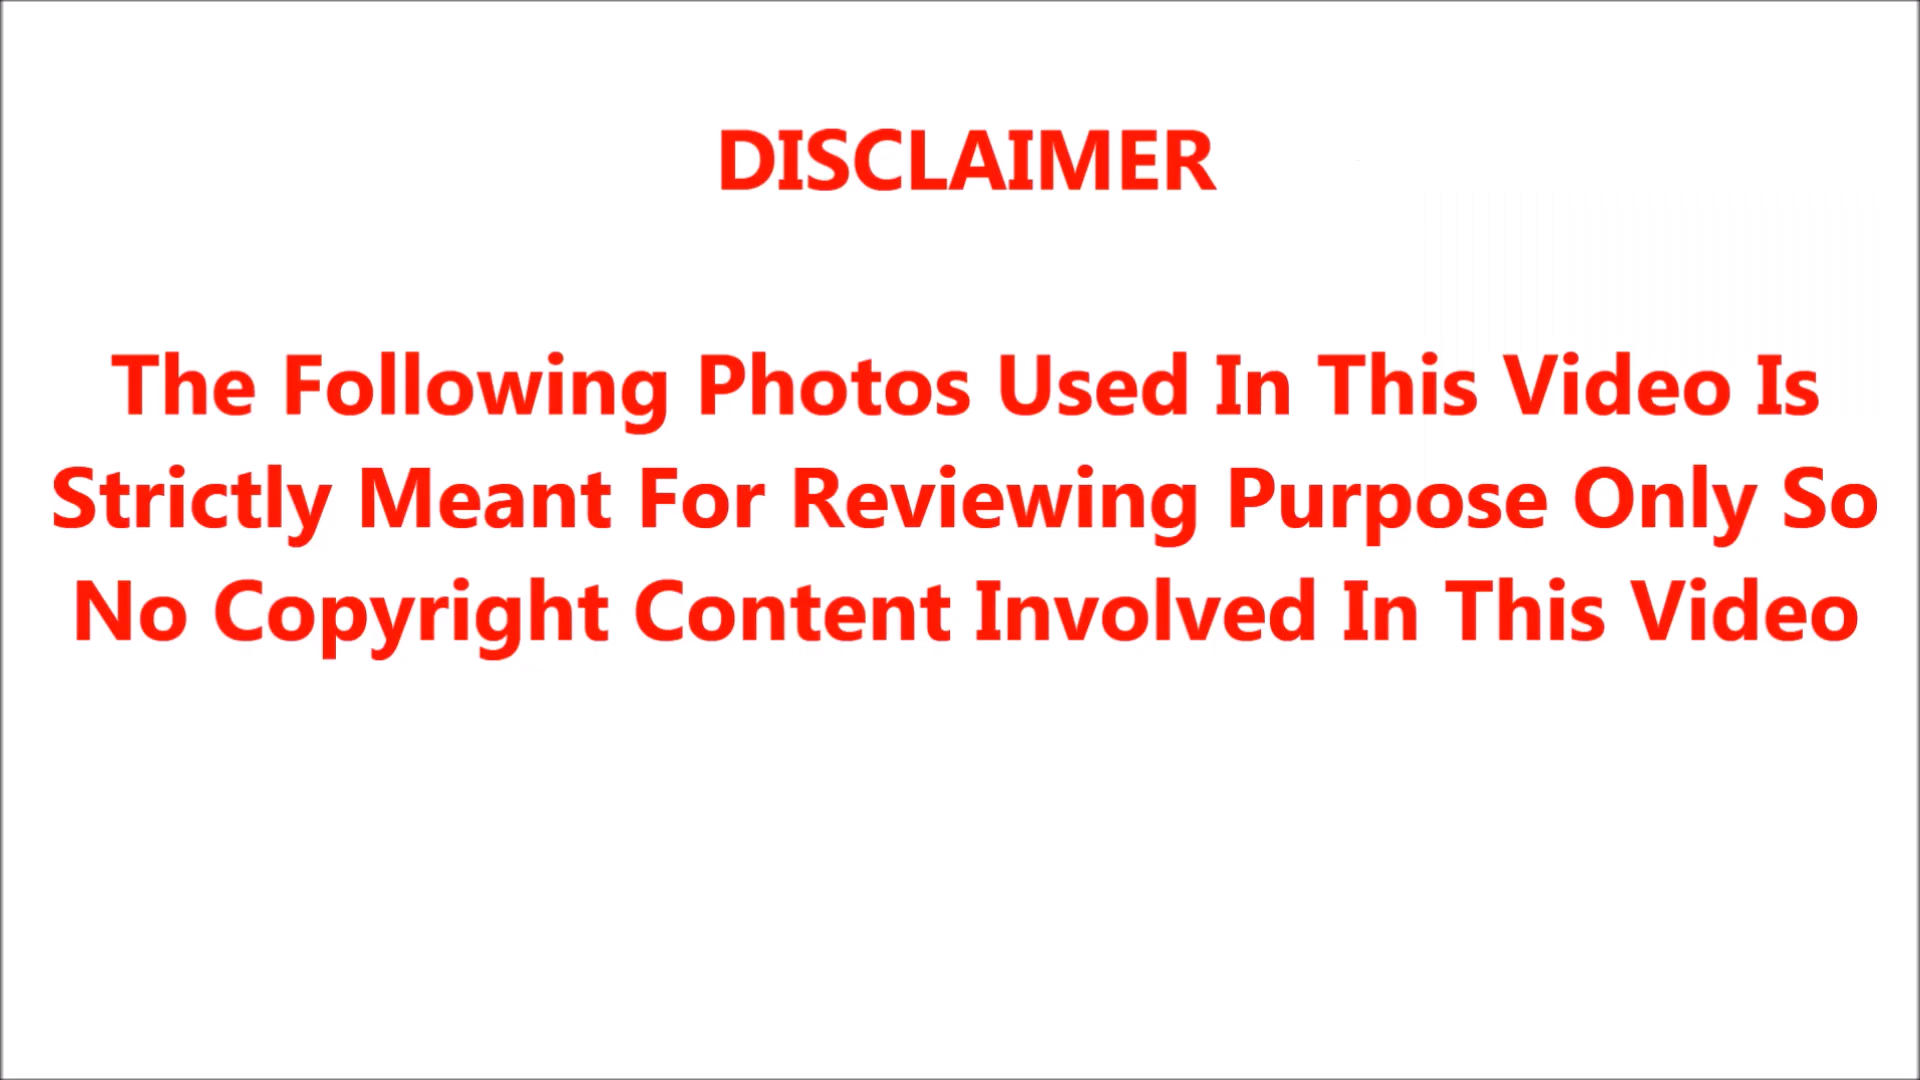 DISCLAIMER
The Following Photos Used In This Video Is
Strictly Meant For Reviewing Purpose Only So
No Copyright Content Involved In This Video